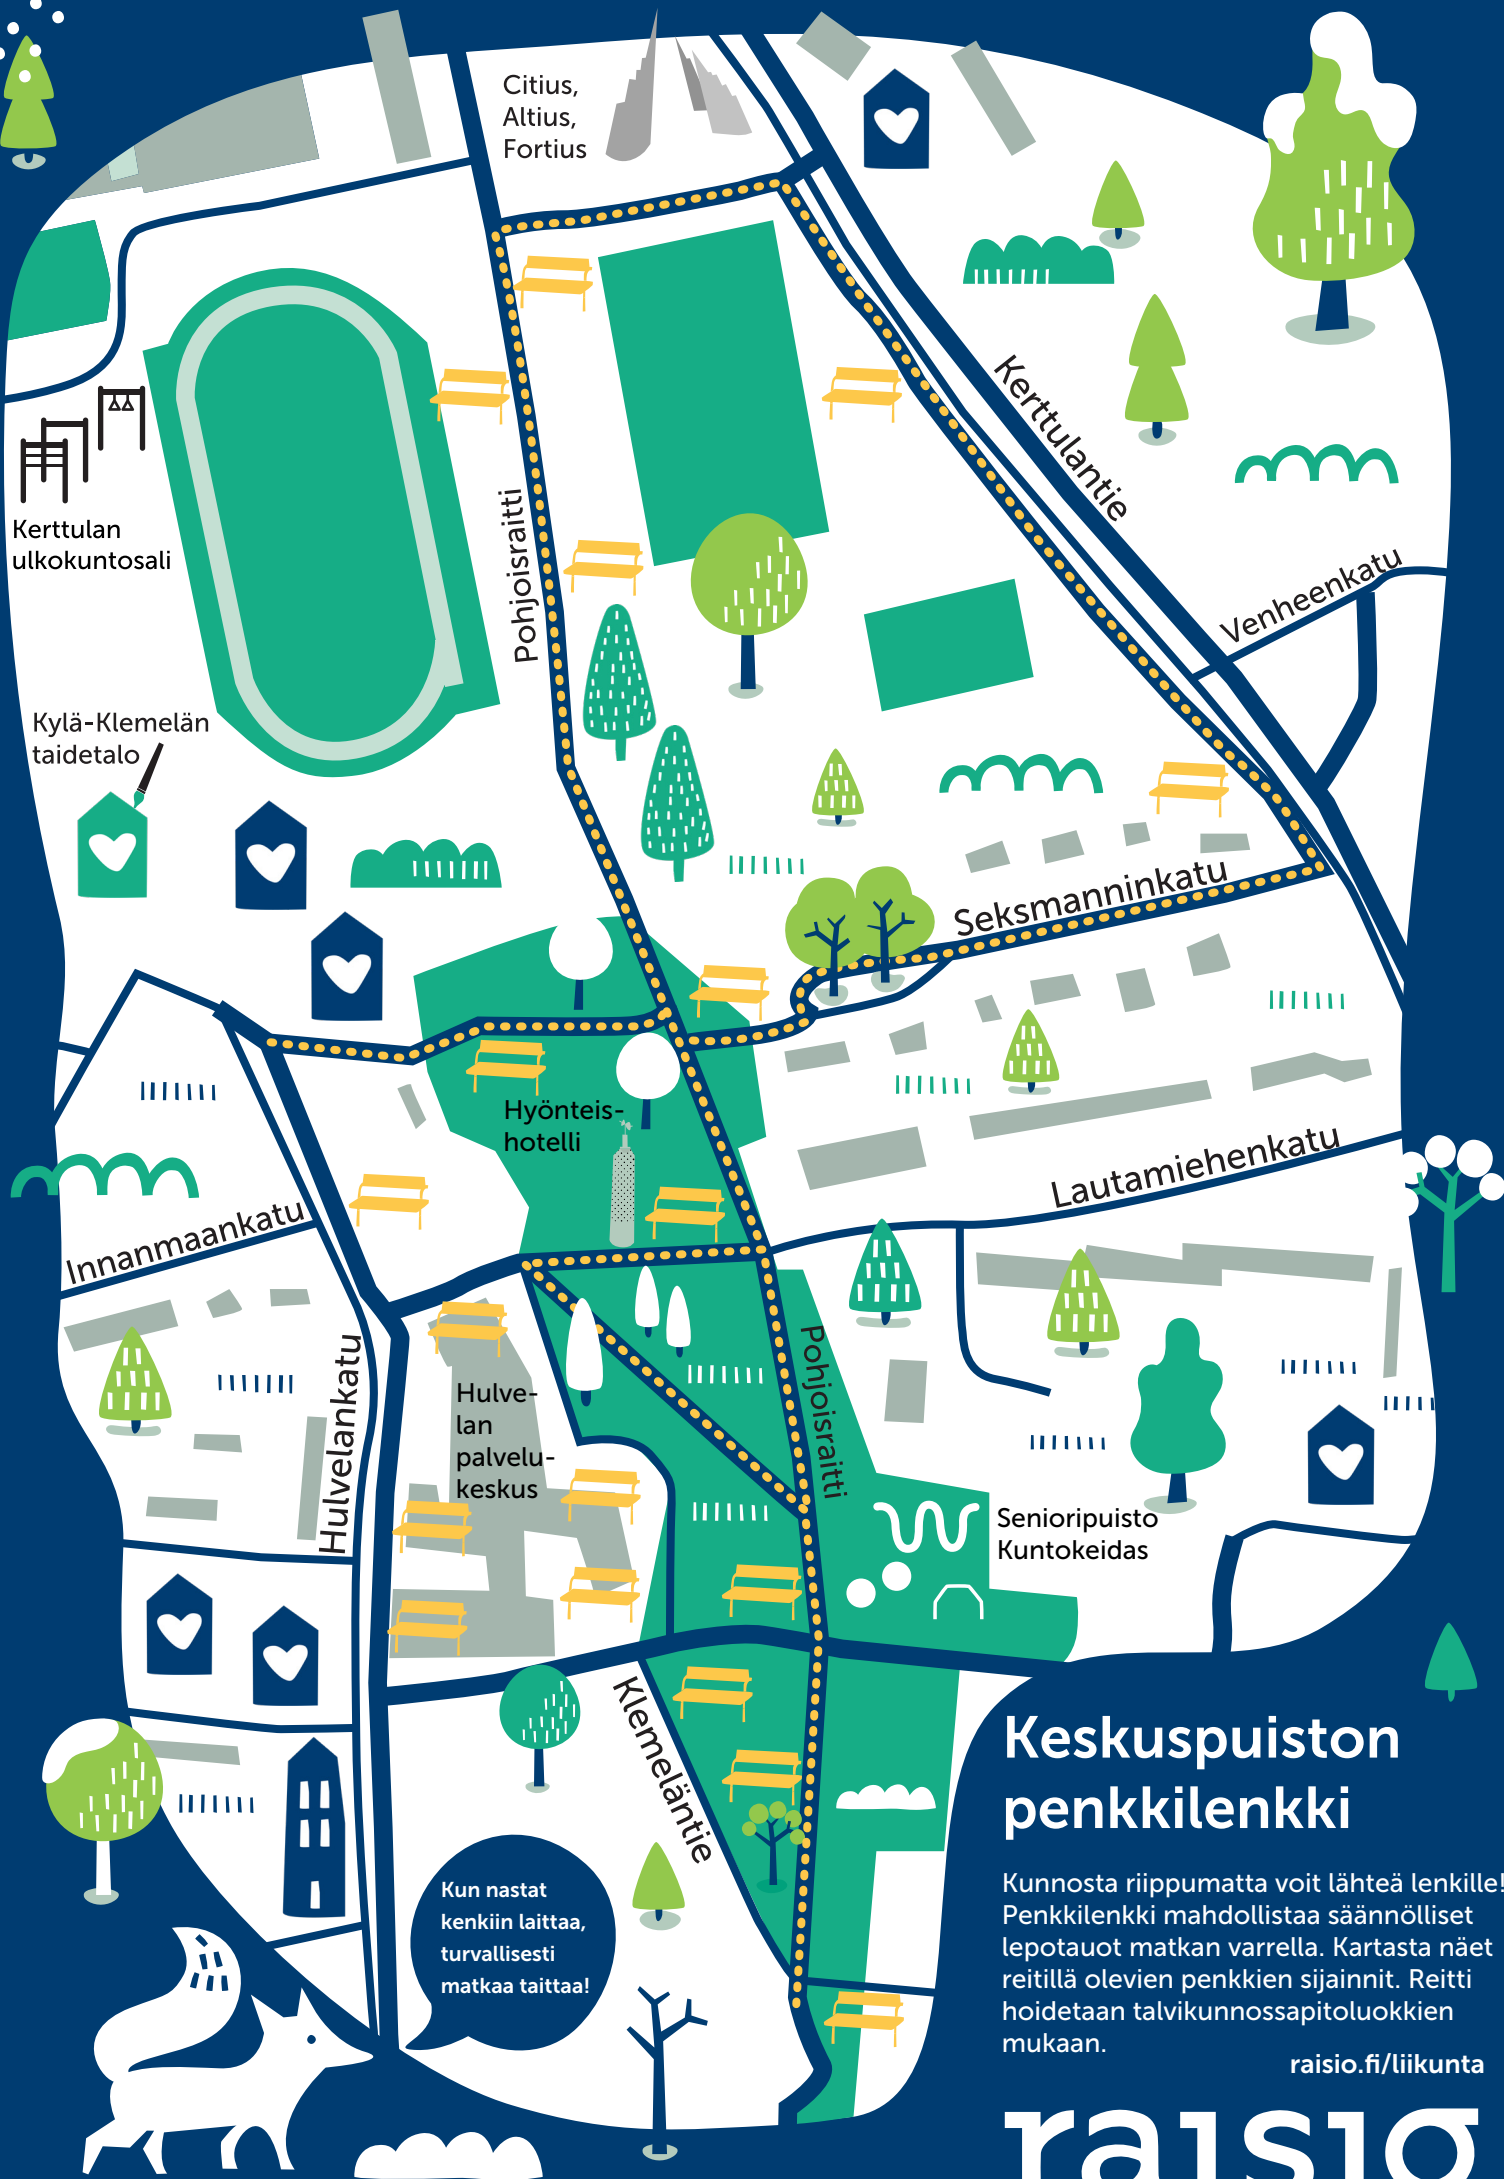 Citius,
Altius,
Fortius
Kerttulantie
Venheenkatu
Pohjoisraitti
Kerttulan
ulkokuntosali
Kylä-Klemelän
taidetalo
Seksmanninkatu
Hyönteis-
hotelli
Lautamiehenkatu
Innanmaankatu
Hulvelankatu
Hulve-
lan
palvelu-
keskus
Pohjoisraitti
Senioripuisto
Kuntokeidas
Klemeläntie
Kun nastat
kenkiin laittaa,
turvallisesti
matkaa taittaa!
Keskuspuiston
penkkilenkki
Kunnosta riippumatta voit lähteä lenkille!
Penkkilenkki mahdollistaa säännölliset
lepotauot matkan varrella. Kartasta näet
reitillä olevien penkkien sijainnit. Reitti
hoidetaan talvikunnossapitoluokkien
mukaan.
raisio.fi/liikunta
raisio